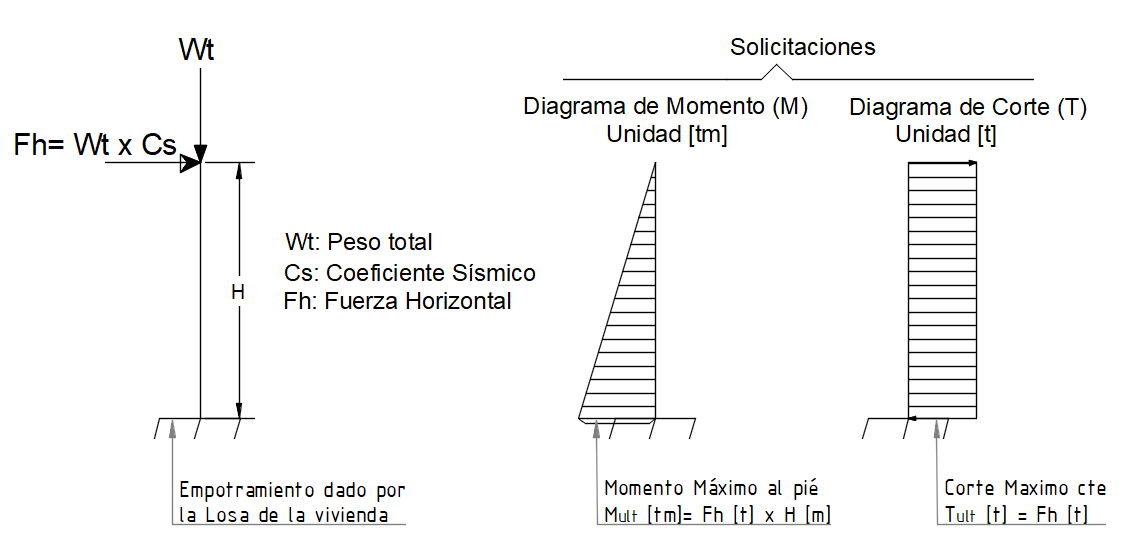 Wt
Fh= Wt x Cs
H
Wt: Peso total
Cs: Coeficiente Sísmico
Fh: Fuerza Horizontal
Empotramiento dado por
la Losa de la vivienda
Solicitaciones
Diagrama de Momento (M)
Unidad [tm]
Diagrama de Corte (T)
Unidad [t]
Momento Máximo al pié
Mult [tm]= Fh [t] x H [m]
Corte Maximo cte
Tult [t] = Fh [t]